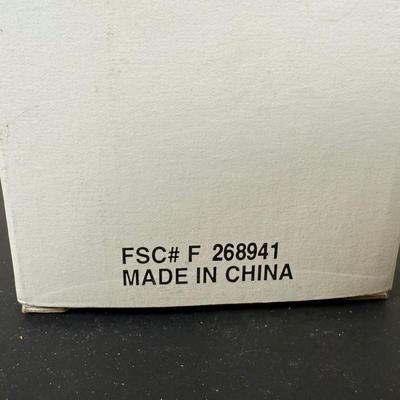 FSC# F 268941
MADE IN CHINA